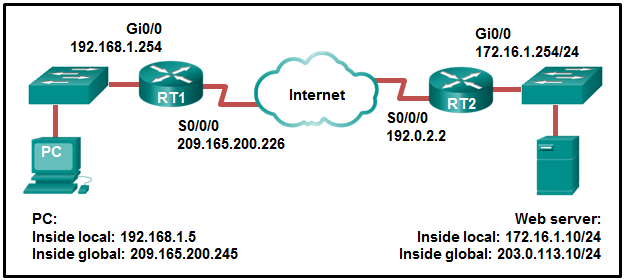 Gi0/0
192.168.1.254
Gi0/0
172.16.1.254/24
RT1
Internet
RT2
S0/0/0
209.165.200.226
S0/0/0
192.0.2.2
PC
PC:
Inside local: 192.168.1.5
Inside global: 209.165.200.245
Web server:
Inside local: 172.16.1.10/24
Inside global: 203.0.113.10/24